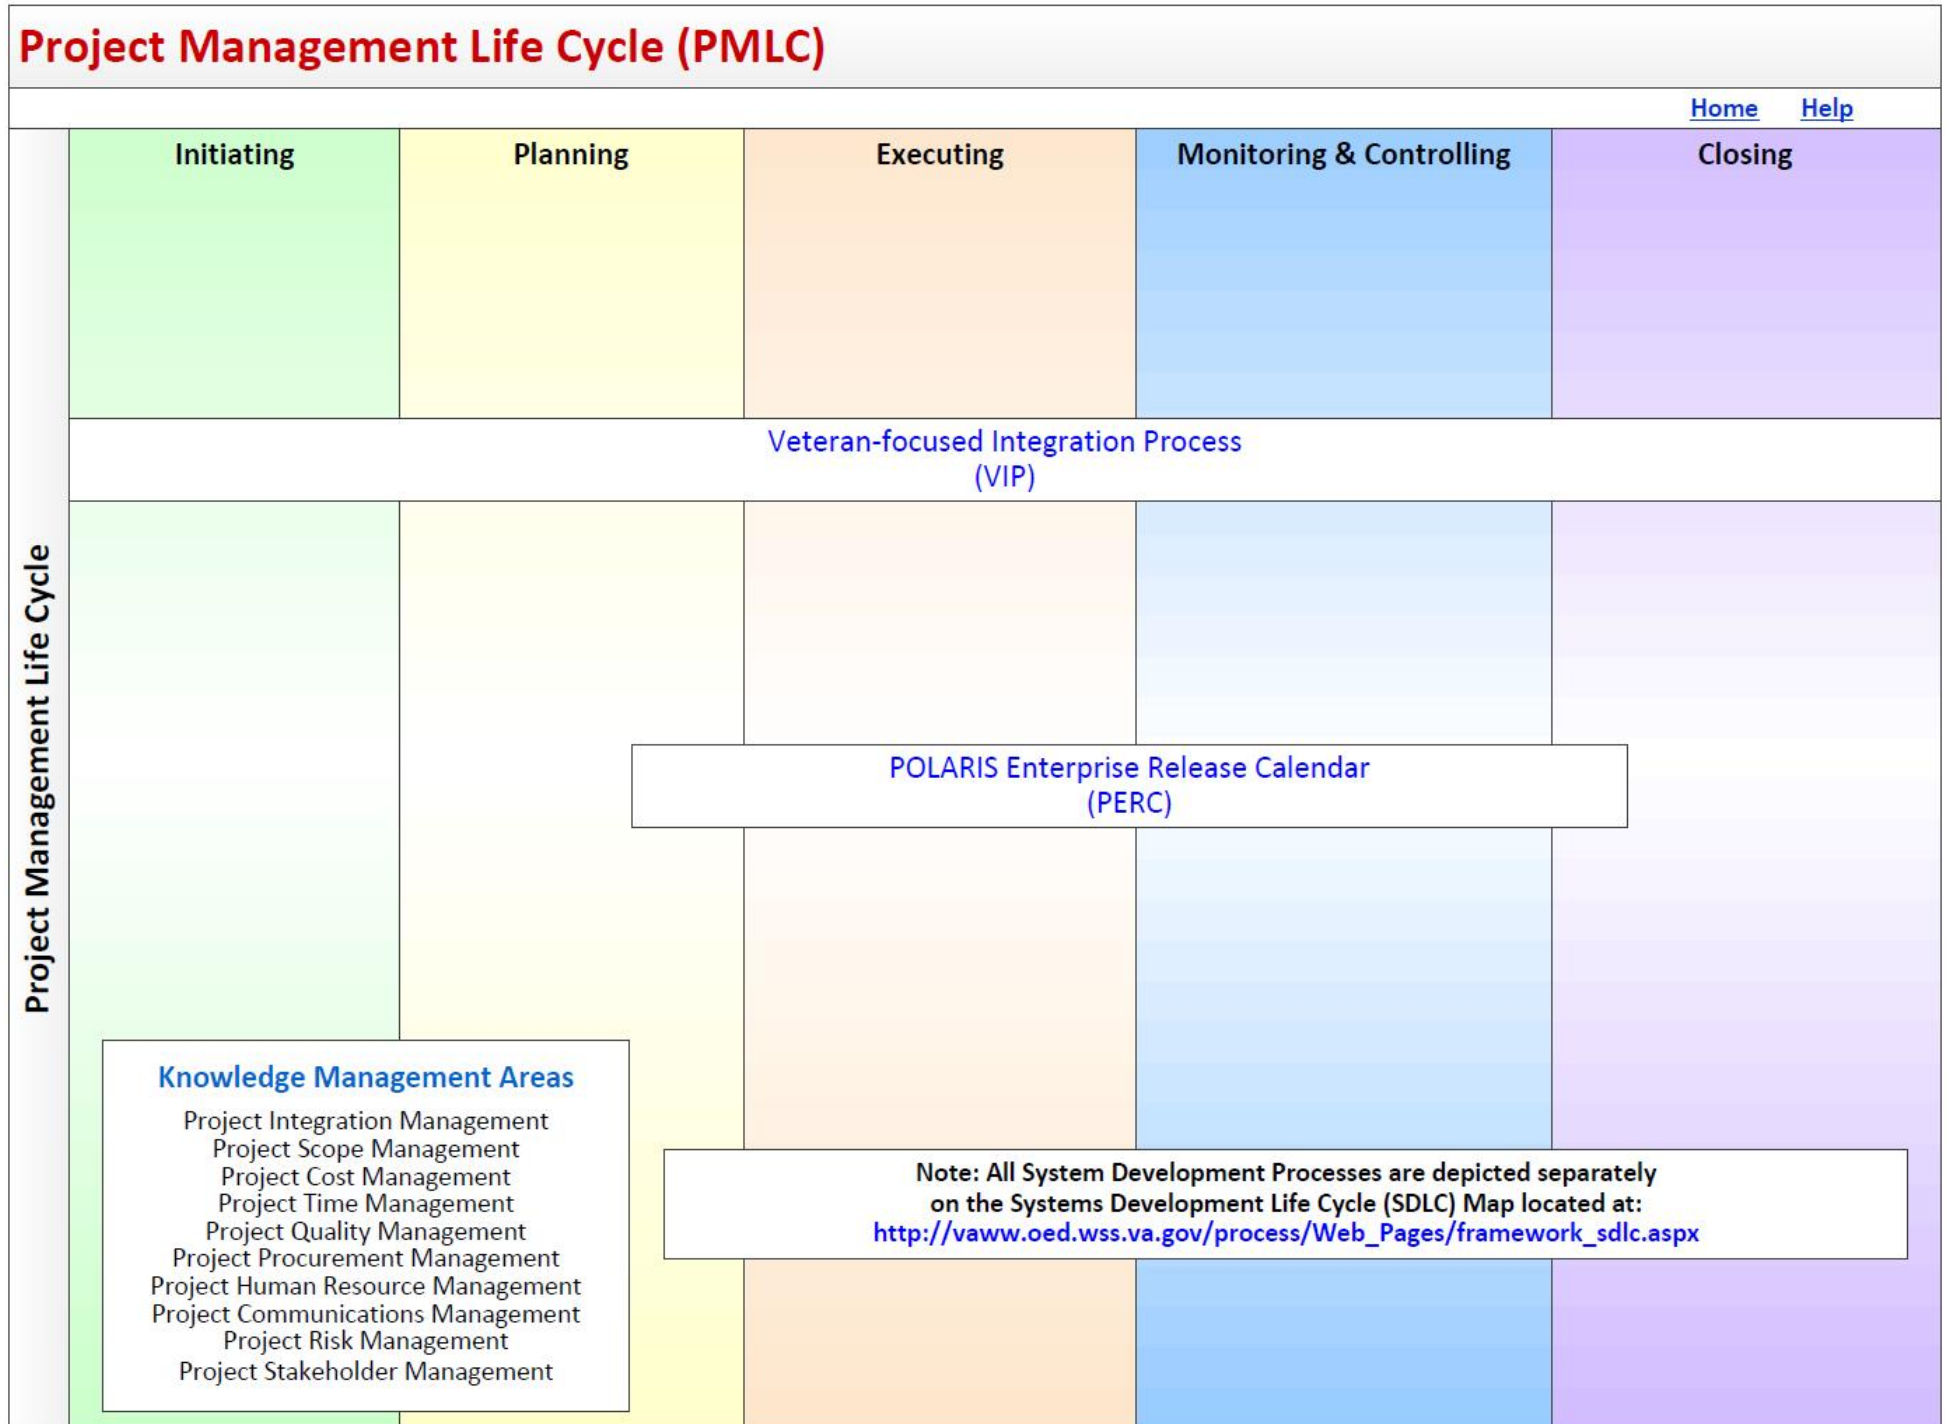 Project Management Life Cycle (PMLC)
Home Help
Initiating Planning Executing Monitoring & Controlling Closing
Project Management Life Cycle
Veteran-focused Integration Process
(VIP)
POLARIS Enterprise Release Calendar
(PERC)
Knowledge Management Areas
Project Integration Management
Project Scope Management
Project Cost Management
Project Time Management
Project Quality Management
Project Procurement Management
Project Human Resource Management
Project Communications Management
Project Risk Management
Project Stakeholder Management
Note: All System Development Processes are depicted separately
on the Systems Development Life Cycle (SDLC) Map located at:
http://vaww.oed.wss.va.gov/process/Web_Pages/framework_sdlc.aspx